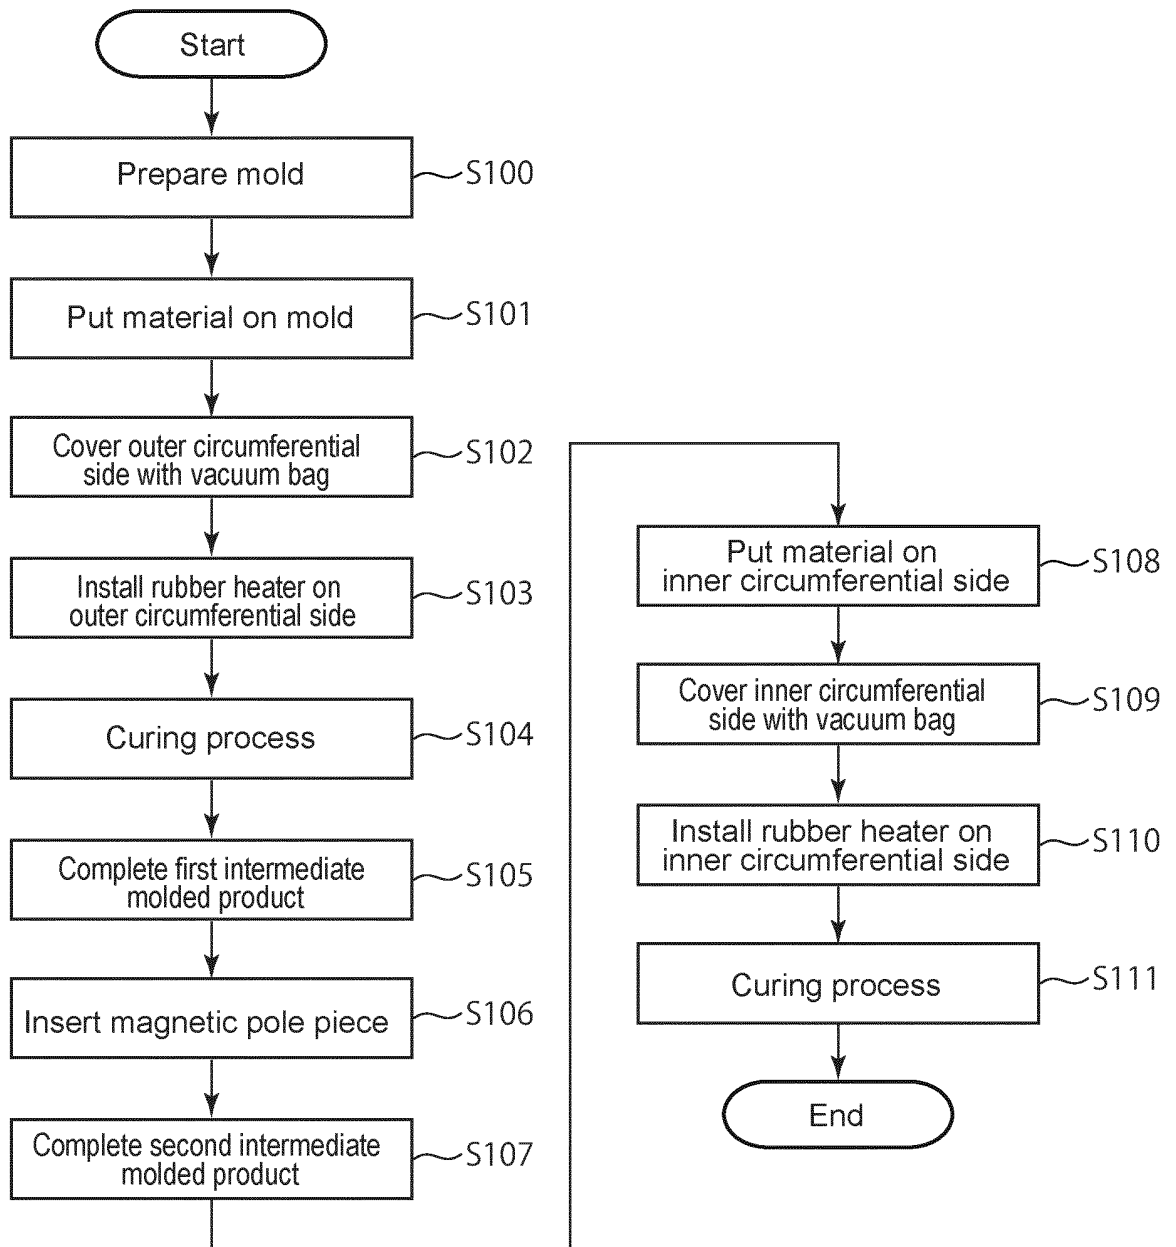 Start
Prepare mold
S100
Put material on mold
S101
Cover outer circumferential
side with vacuum bag
S102
Install rubber heater on
outer circumferential side
S103
Curing process
S104
Complete first intermediate
molded product
S105
Insert magnetic pole piece
S106
Complete second intermediate
molded product
S107
Put material on
inner circumferential side
S108
Cover inner circumferential
side with vacuum bag
S109
Install rubber heater on
inner circumferential side
S110
Curing process
S111
End